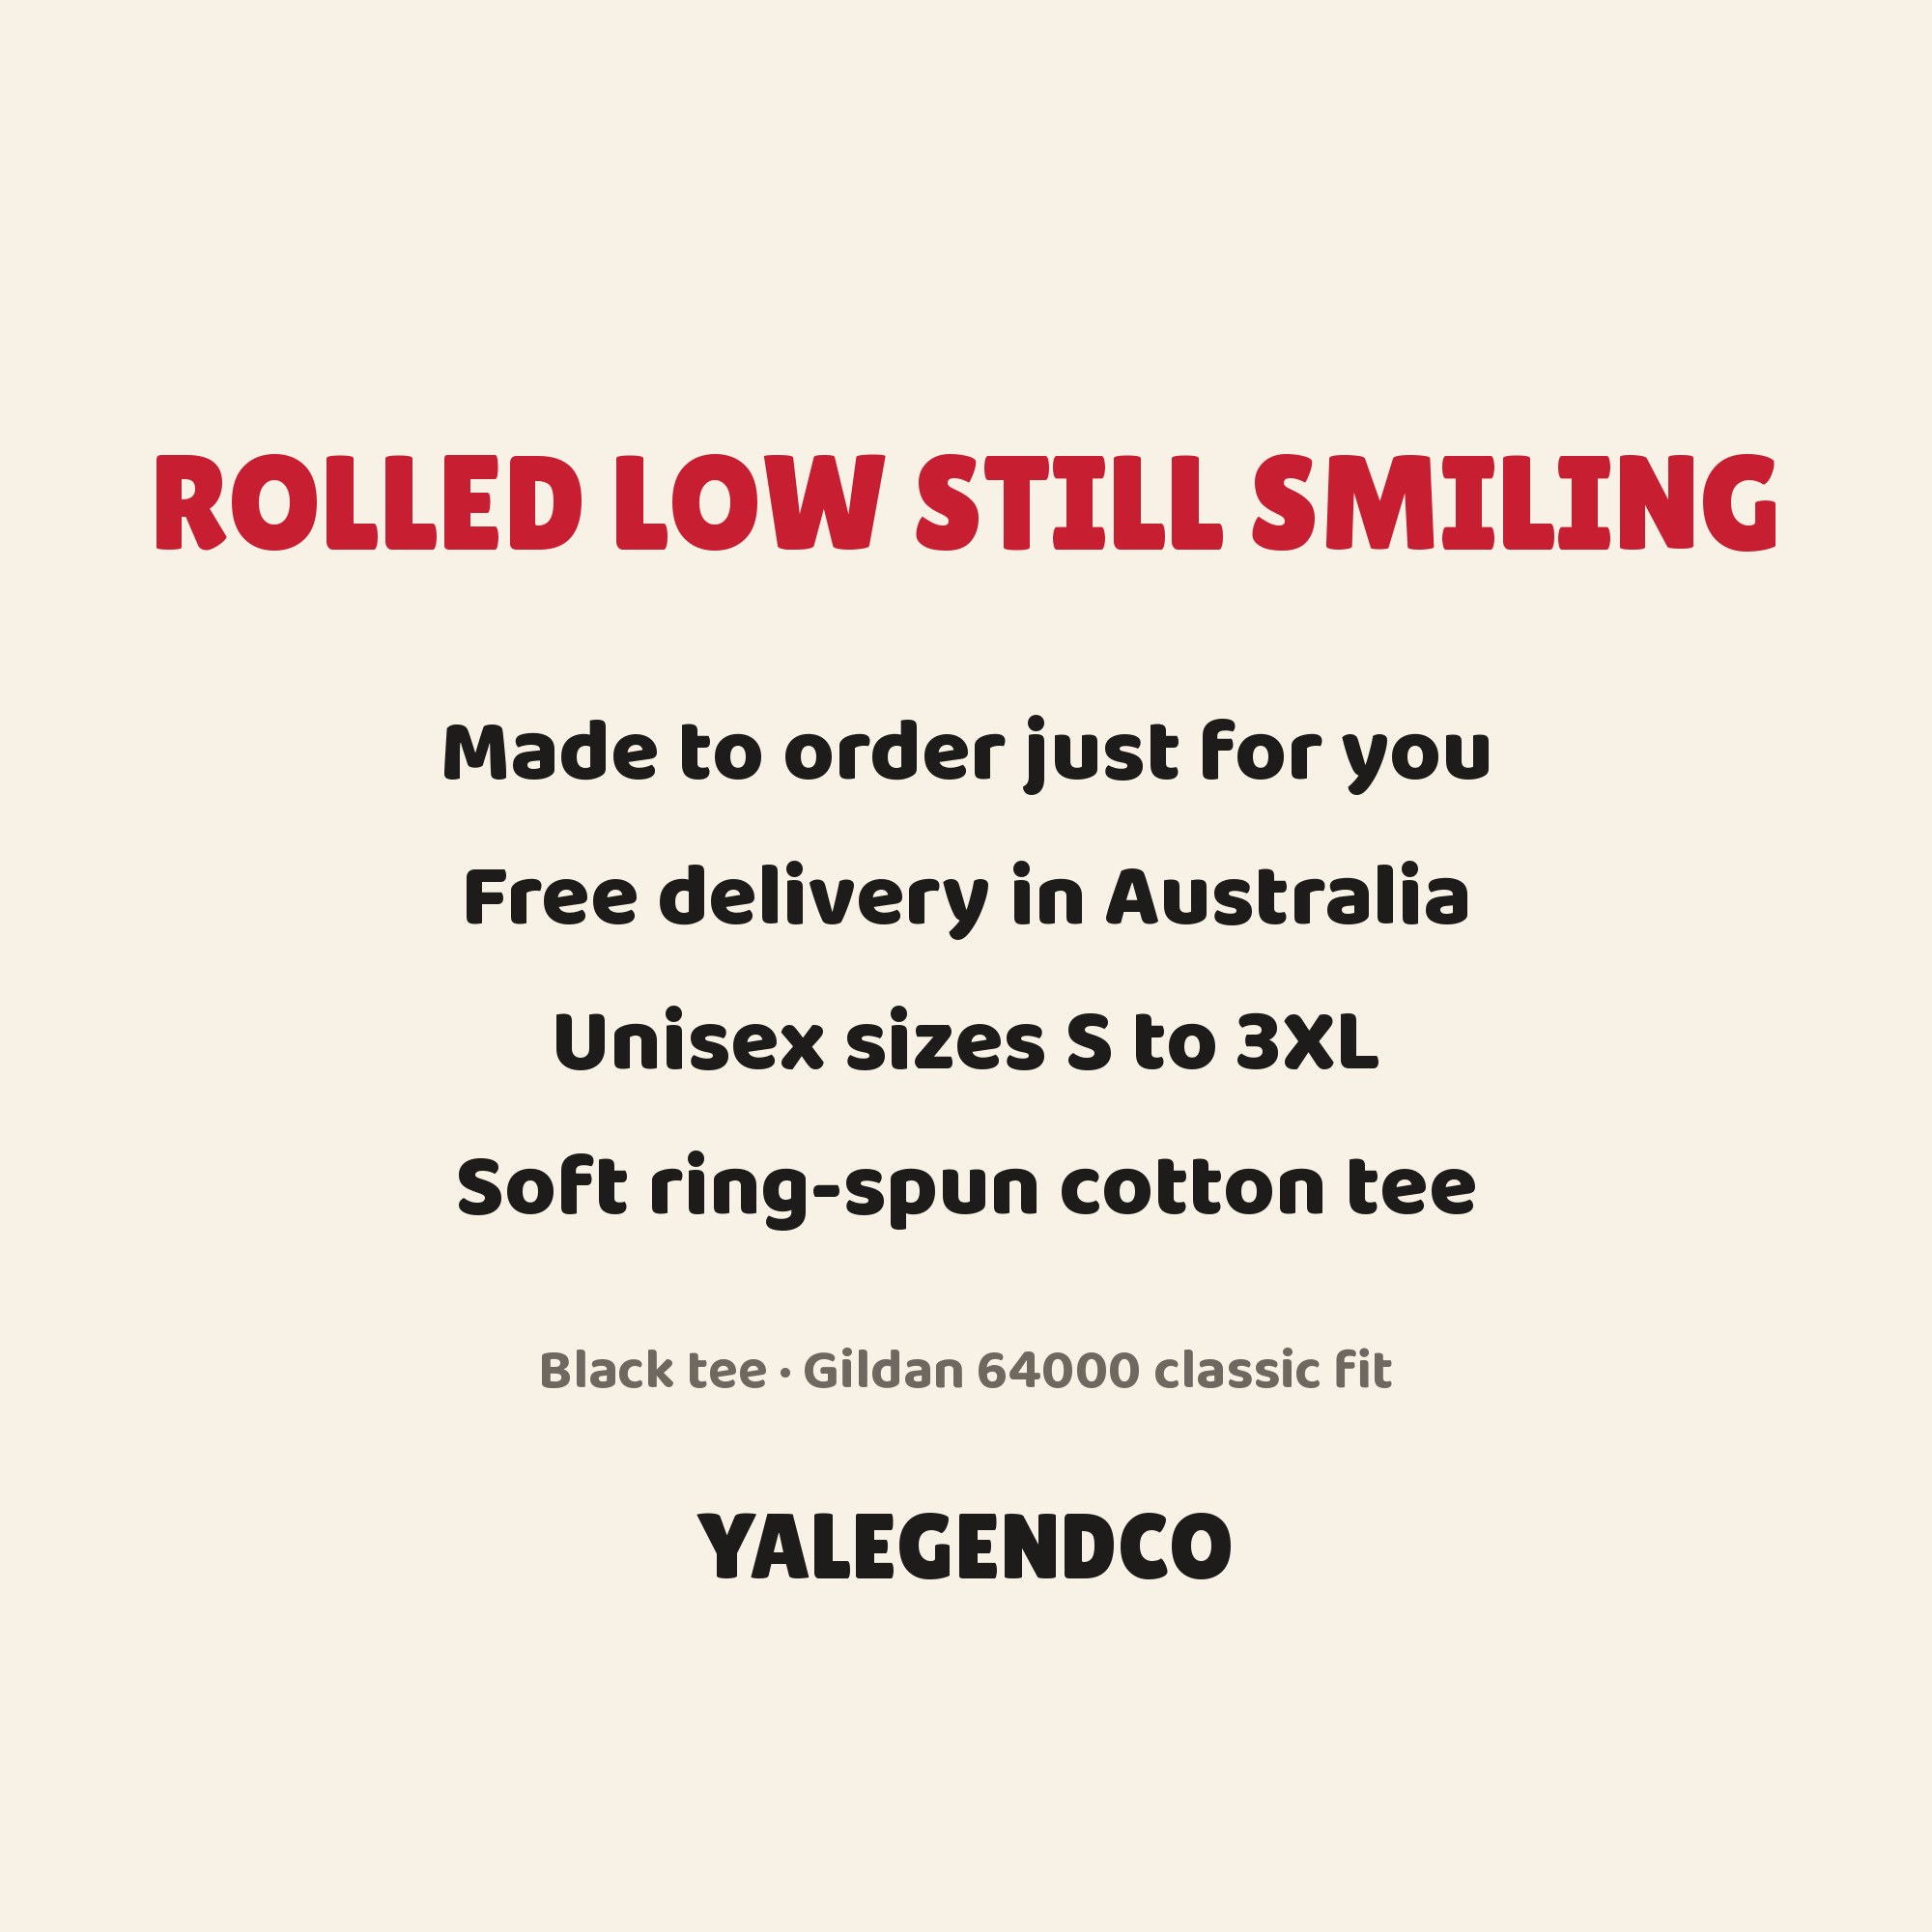 ROLLED LOW STILL SMILING
Made to order just for you
Free delivery in Australia
Unisex sizes S to 3XL
Soft ring-spun cotton tee
Black tee • Gildan 64000 classic fit
YALEGENDCO